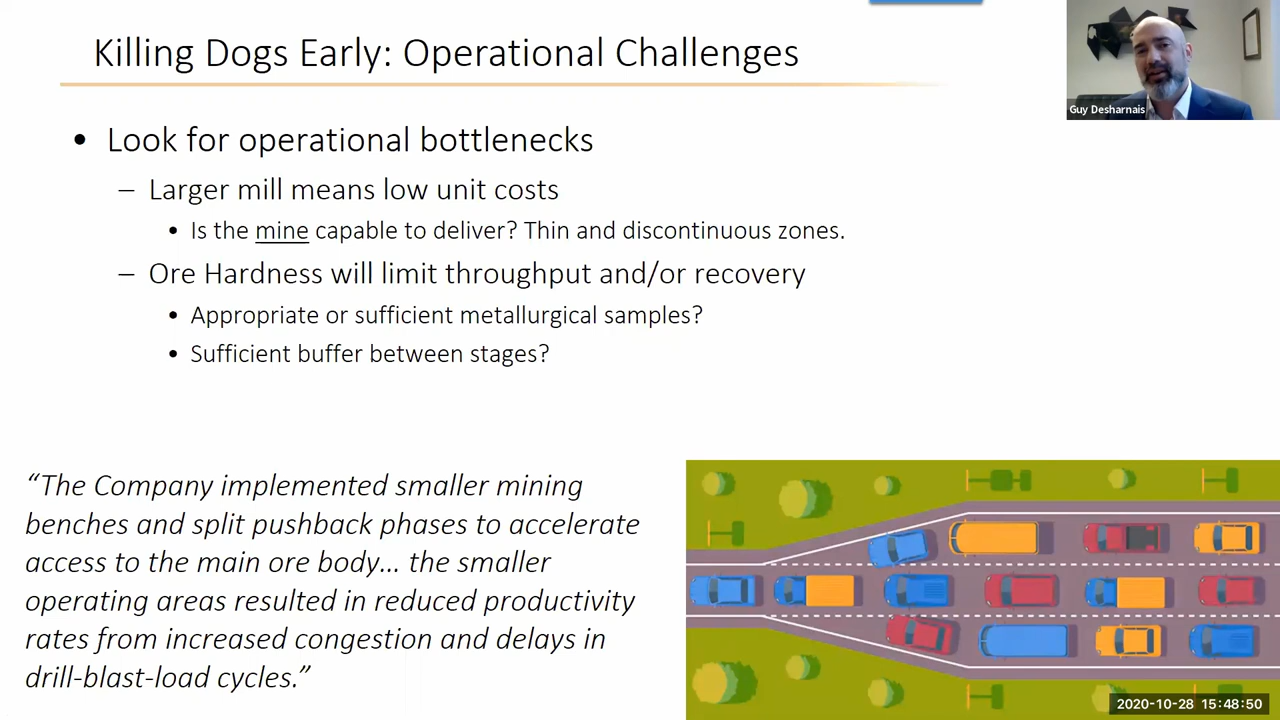 Killing Dogs Early: Operational Challenges
Guy Desharnais
• Look for operational bottlenecks
– Larger mill means low unit costs
• Is the mine capable to deliver? Thin and discontinuous zones.
– Ore Hardness will limit throughput and/or recovery
• Appropriate or sufficient metallurgical samples?
• Sufficient buffer between stages?
“The Company implemented smaller mining
benches and split pushback phases to accelerate
access to the main ore body... the smaller
operating areas resulted in reduced productivity
rates from increased congestion and delays in
drill-blast-load cycles.”
2020-10-28 15:48:50